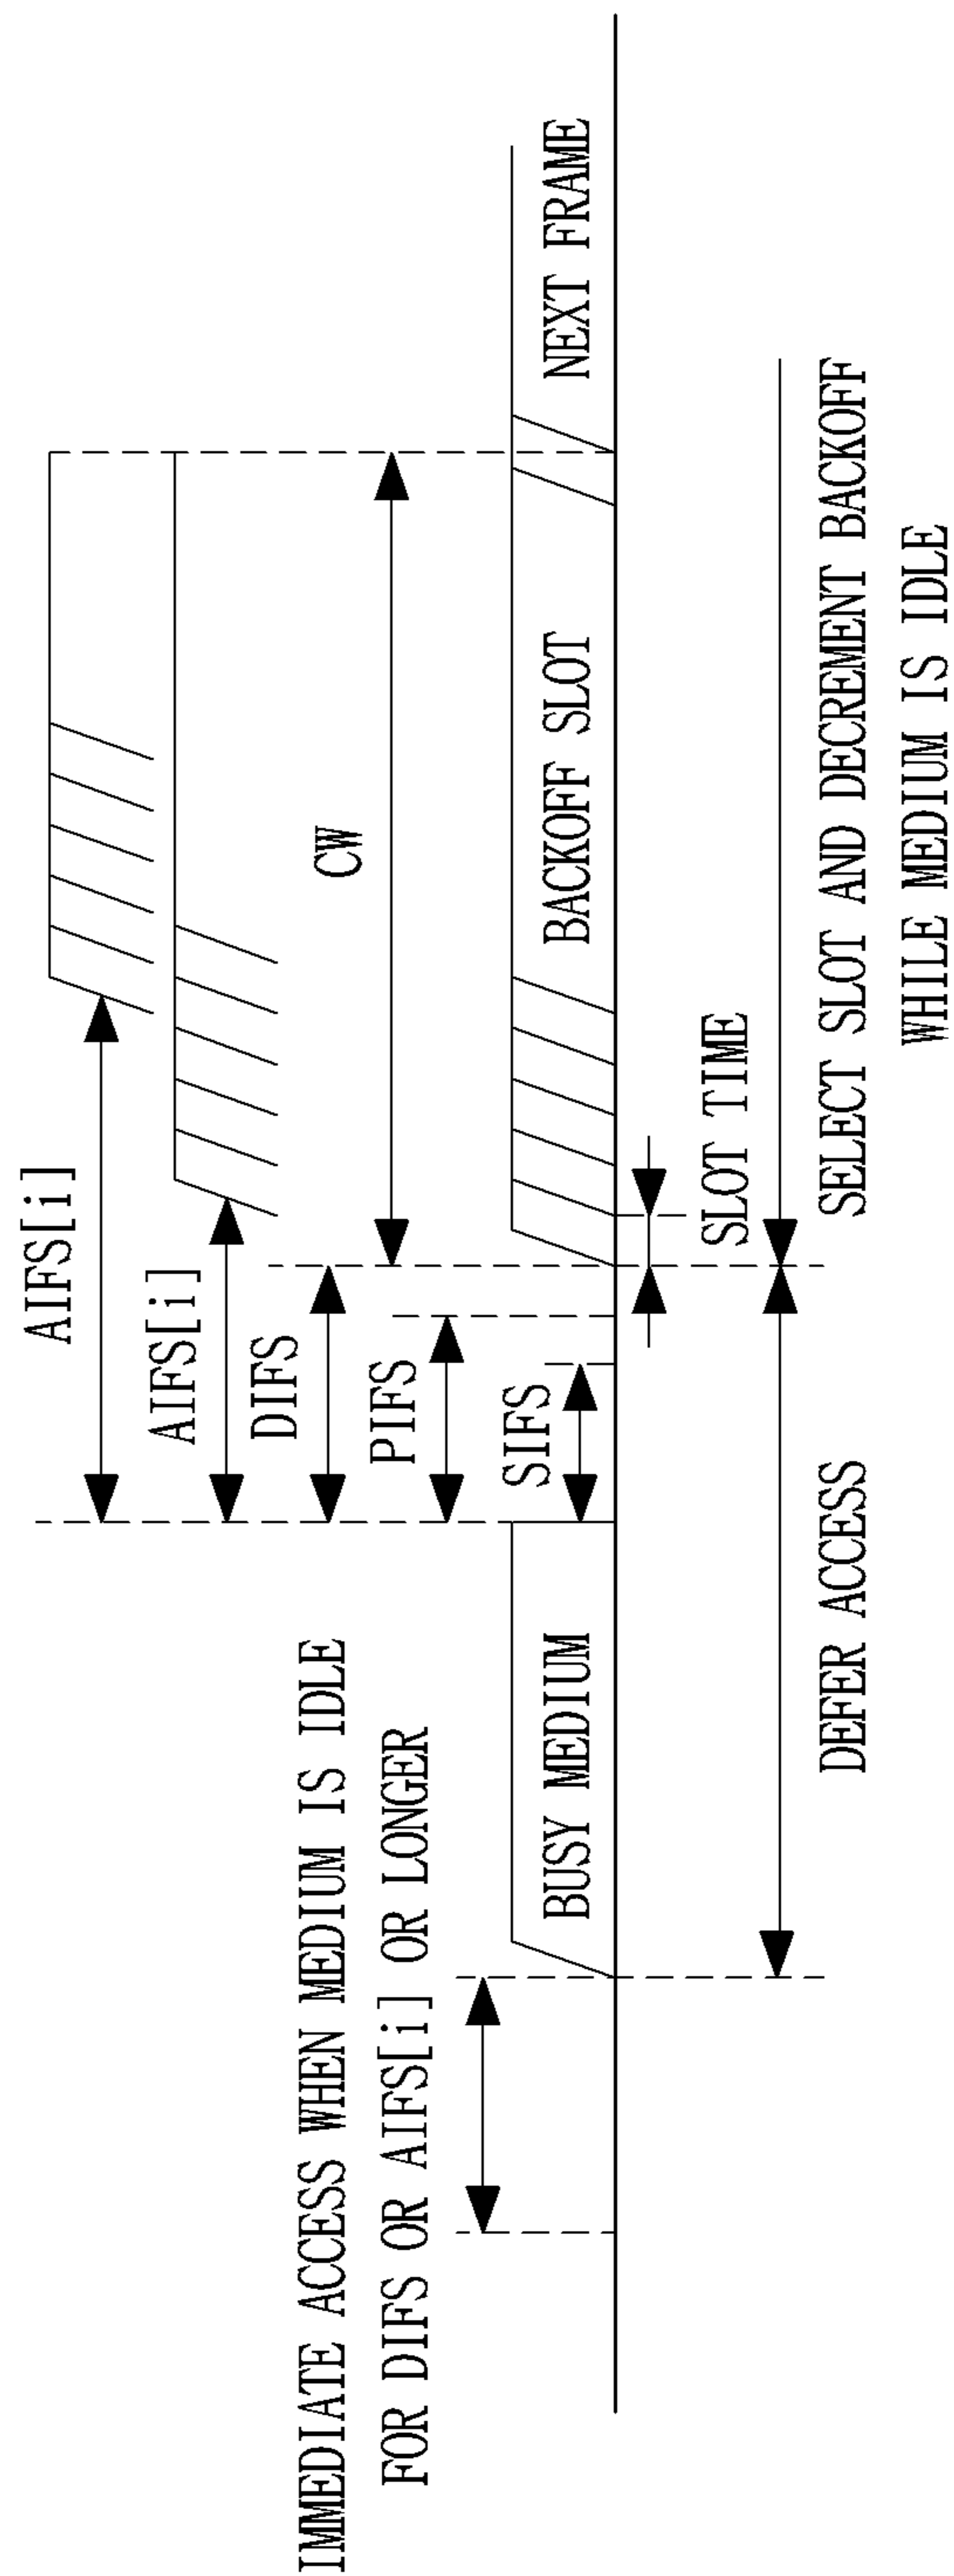 AIFS[i]
AIFS[i]
IMMEDIATE ACCESS WHEN MEDIUM IS IDLE
FOR DIFS OR AIFS[i] OR LONGER
DIFS
CW
PIFS
SIFS
BUSY MEDIUM
BACKOFF SLOT
NEXT FRAME
SLOT TIME
DEFER ACCESS
SELECT SLOT AND DECREMENT BACKOFF
WHILE MEDIUM IS IDLE